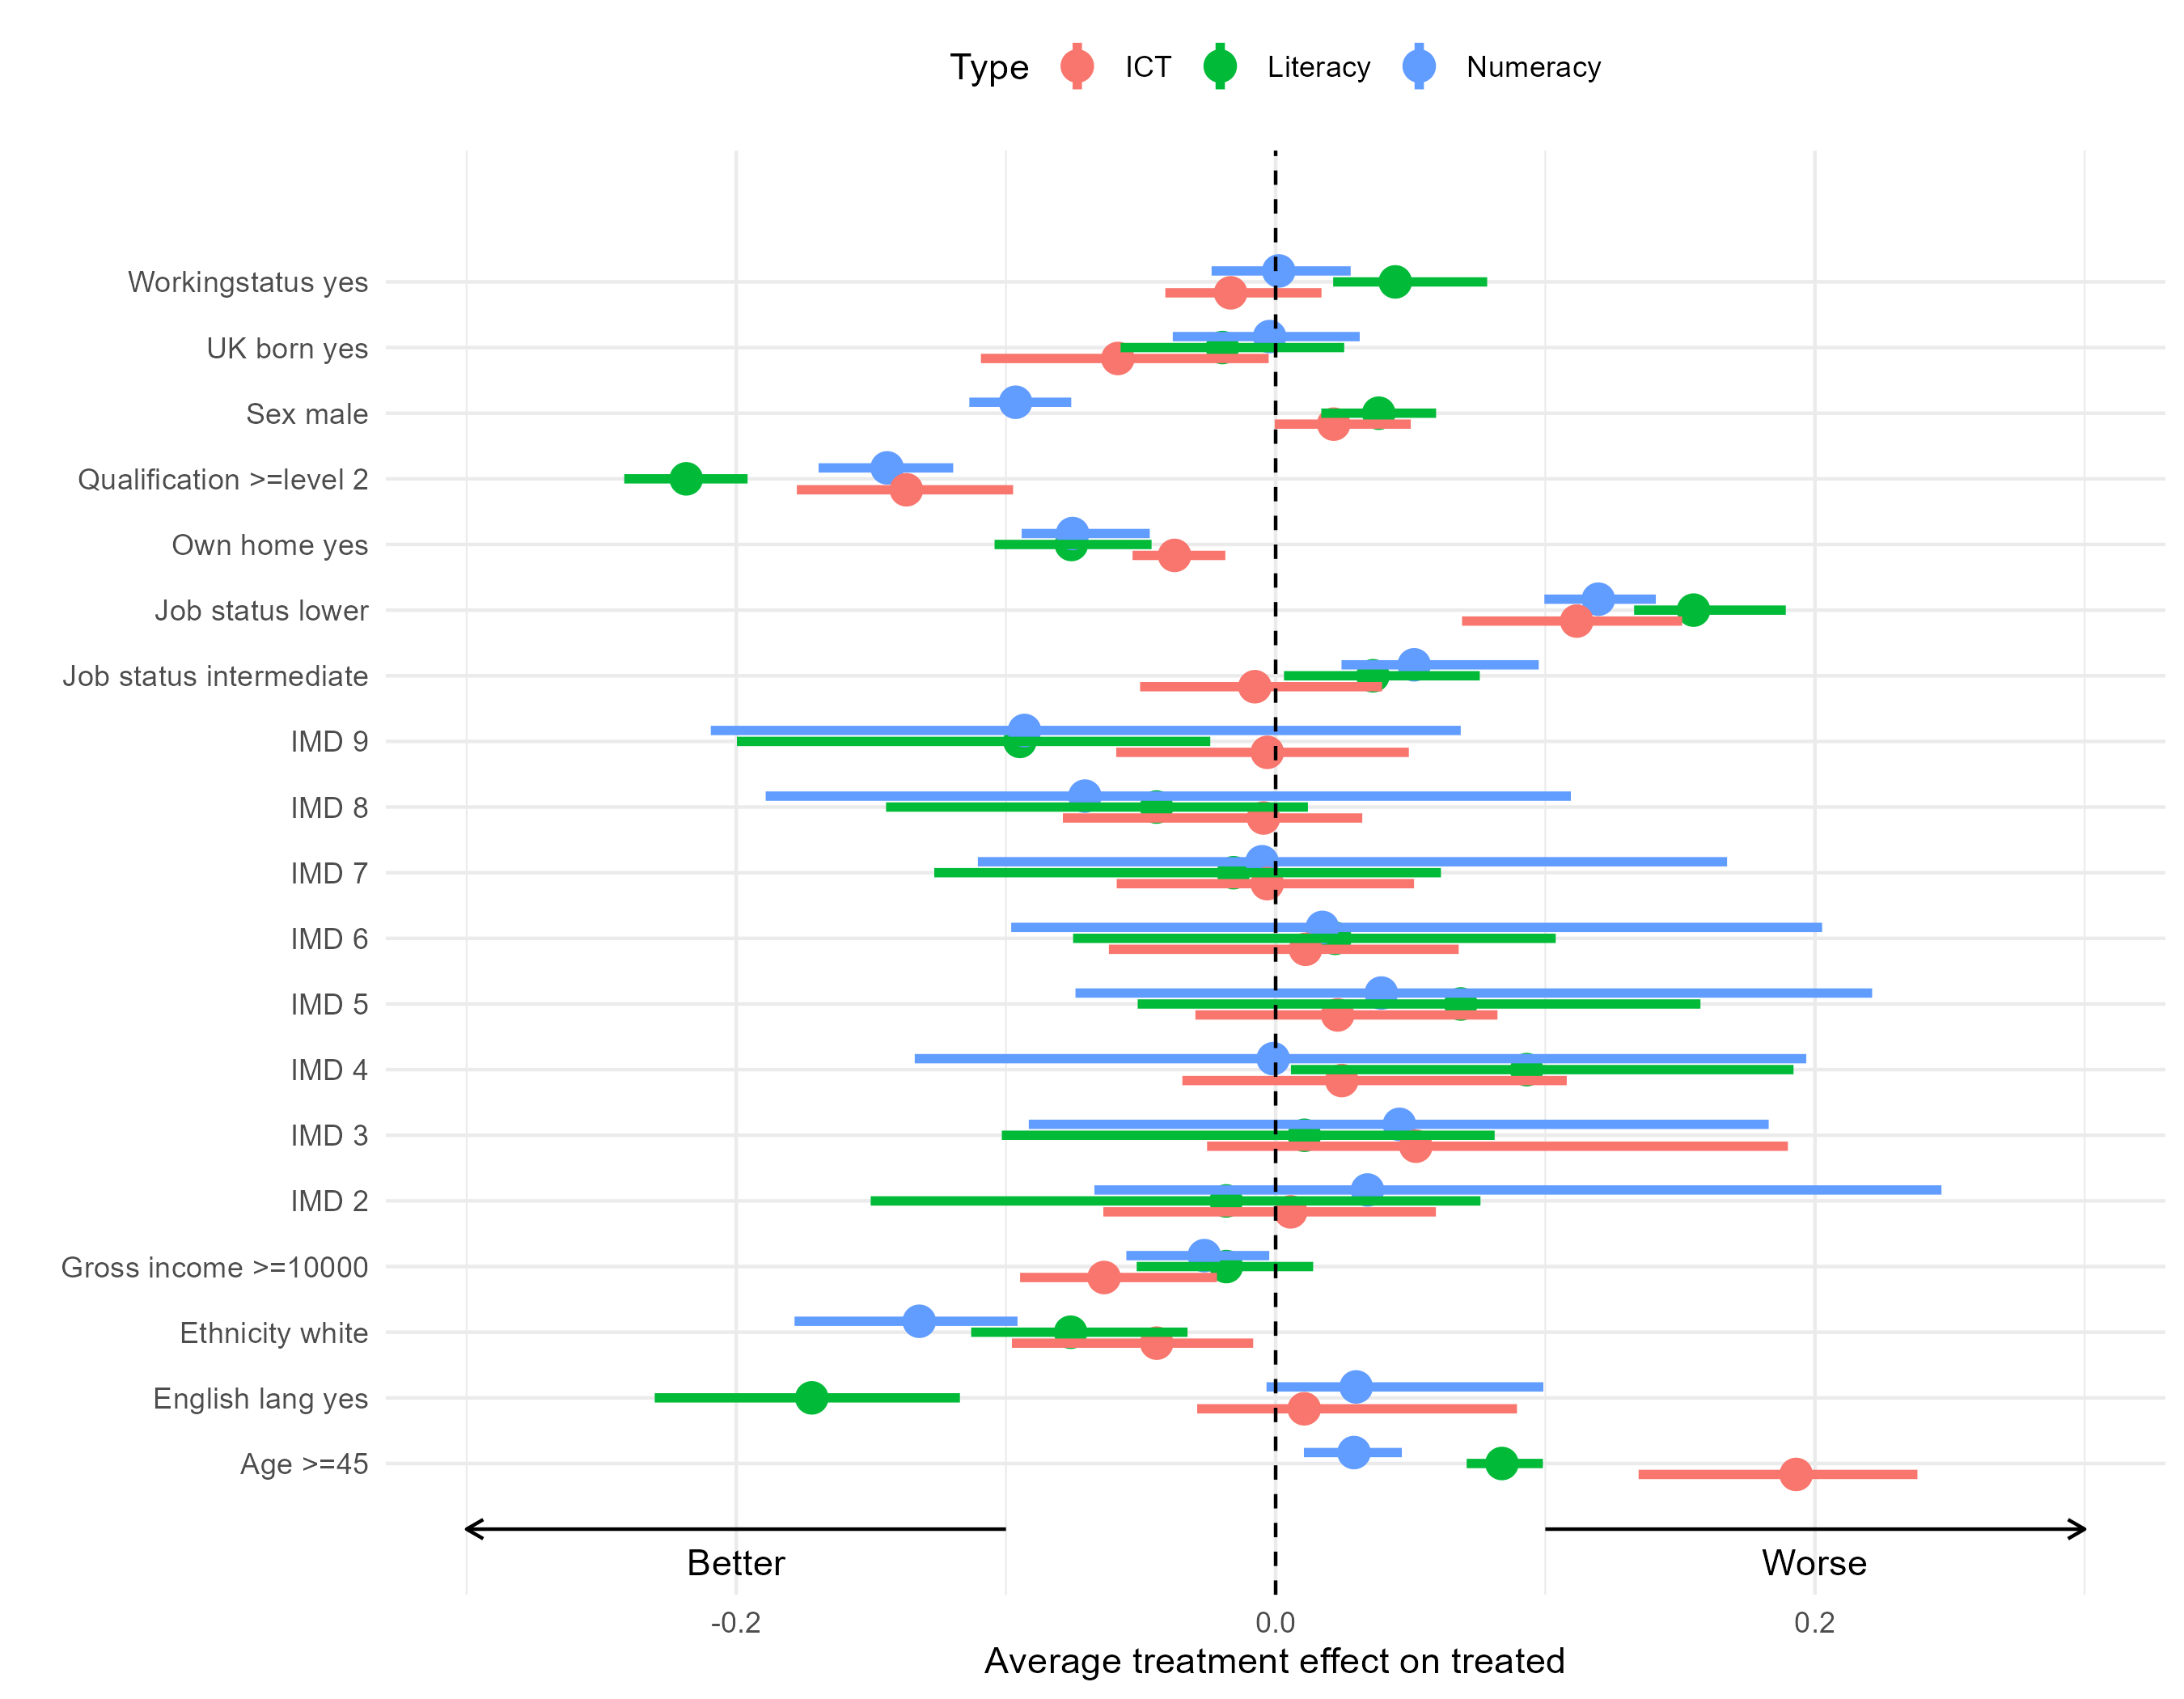 Type ICT Literacy Numeracy
Workingstatus yes
UK born yes
Sex male
Qualification >=level 2
Own home yes
Job status lower
Job status intermediate
IMD 9
IMD 8
IMD 7
IMD 6
IMD 5
IMD 4
IMD 3
IMD 2
Gross income >=10000
Ethnicity white
English lang yes
Age >=45
Better Worse
-0.2 0.0 0.2
Average treatment effect on treated